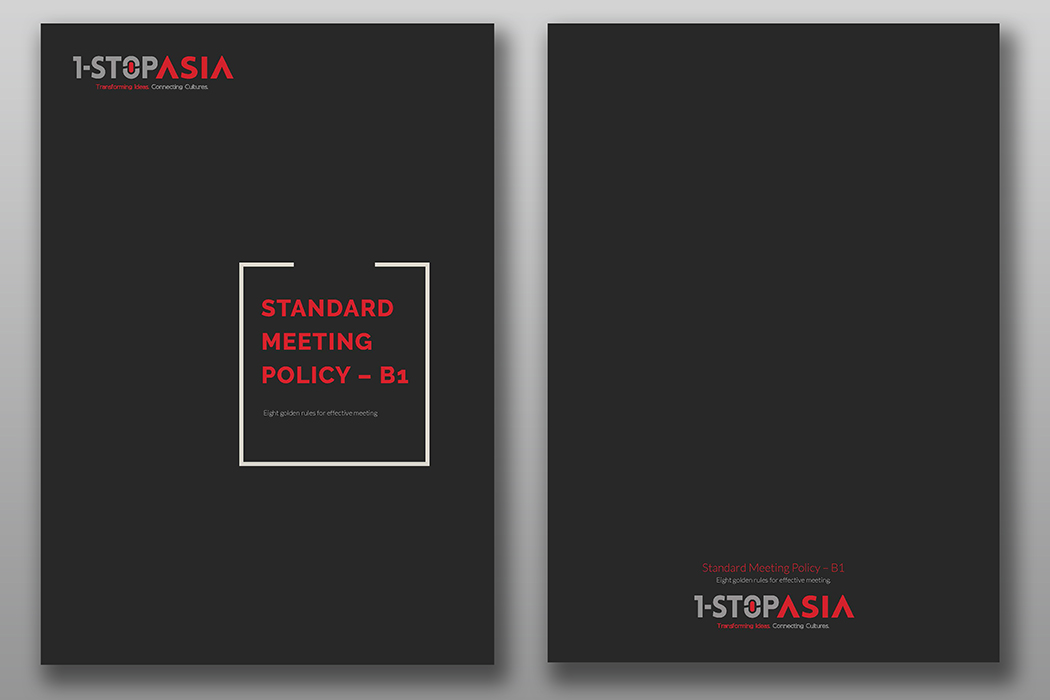 1-STOPASIA
Transforming Ideas. Connecting Cultures.
STANDARD
MEETING
POLICY – B1
Eight golden rules for effective meeting.
Standard Meeting Policy – B1
Eight golden rules for effective meeting.
1-STOPASIA
Transforming Ideas. Connecting Cultures.